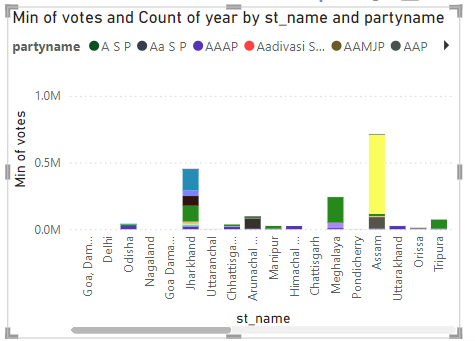 Min of votes and Count of year by st_name and partyname
partyname A S P Aa S P AAAP Aadivasi S... AAMJP AAP
Min of votes
1.0M
0.5M
0.0M
Goa, Dam...
Delhi
Odisha
Nagaland
Goa Dama...
Jharkhand
Uttaranchal
Chhattisga...
Arunachal ...
Manipur
Himachal ...
Chattisgarh
Meghalaya
Pondicherry
Assam
Uttarakhand
Orissa
Tripura
st_name